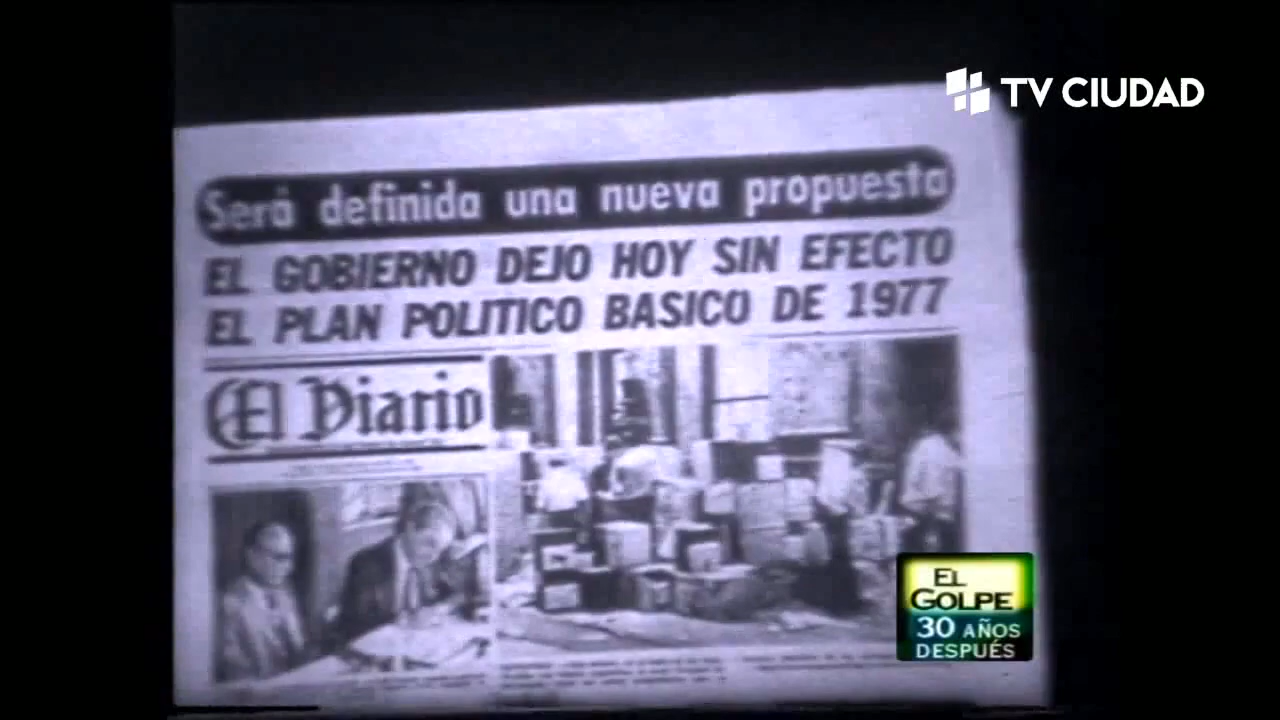 TV CIUDAD
Será definida una nueva propuesta
EL GOBIERNO DEJO HOY SIN EFECTO
EL PLAN POLITICO BASICO DE 1977
El Diario
EL
GOLPE
30 AÑOS
DESPUÉS